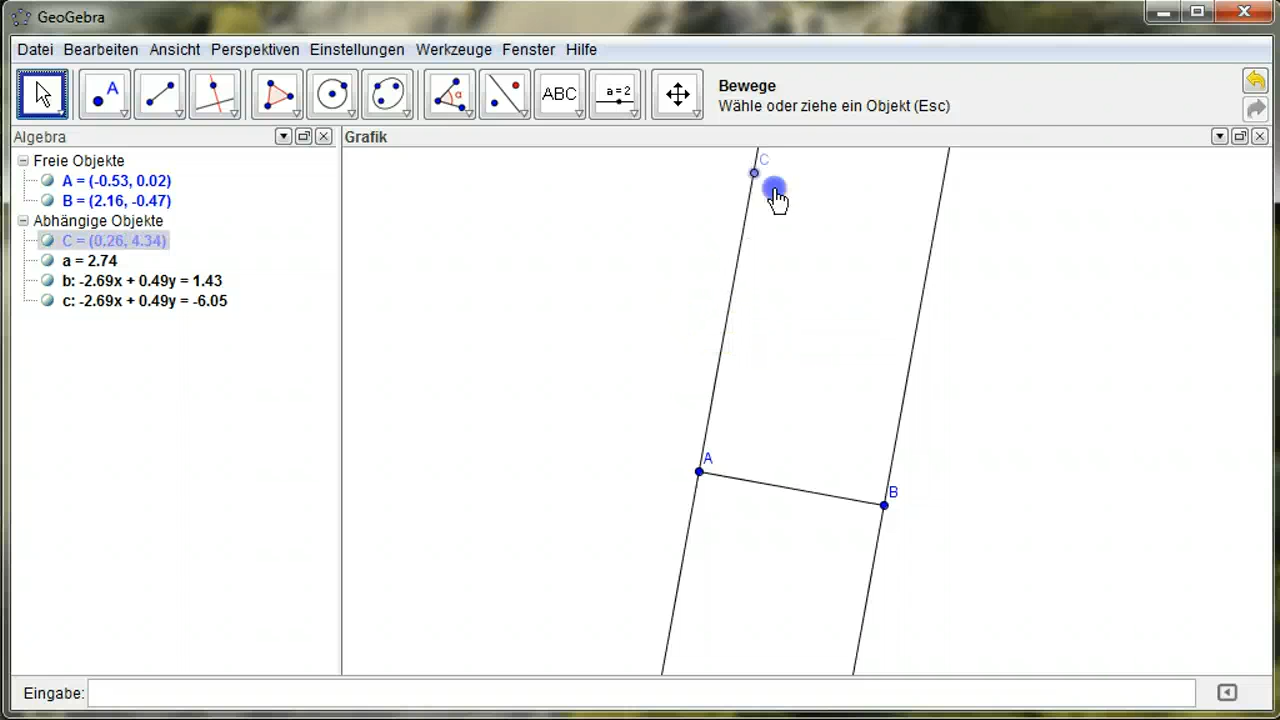 GeoGebra
Datei Bearbeiten Ansicht Perspektiven Einstellungen Werkzeuge Fenster Hilfe
A
α
ABC
a = 2
Bewege
Wähle oder ziehe ein Objekt (Esc)
Algebra
Grafik
Freie Objekte
A = (-0.53, 0.02)
B = (2.16, -0.47)
Abhängige Objekte
C = (0.26, 4.34)
a = 2.74
b: -2.69x + 0.49y = 1.43
c: -2.69x + 0.49y = -6.05
C
A
B
Eingabe: